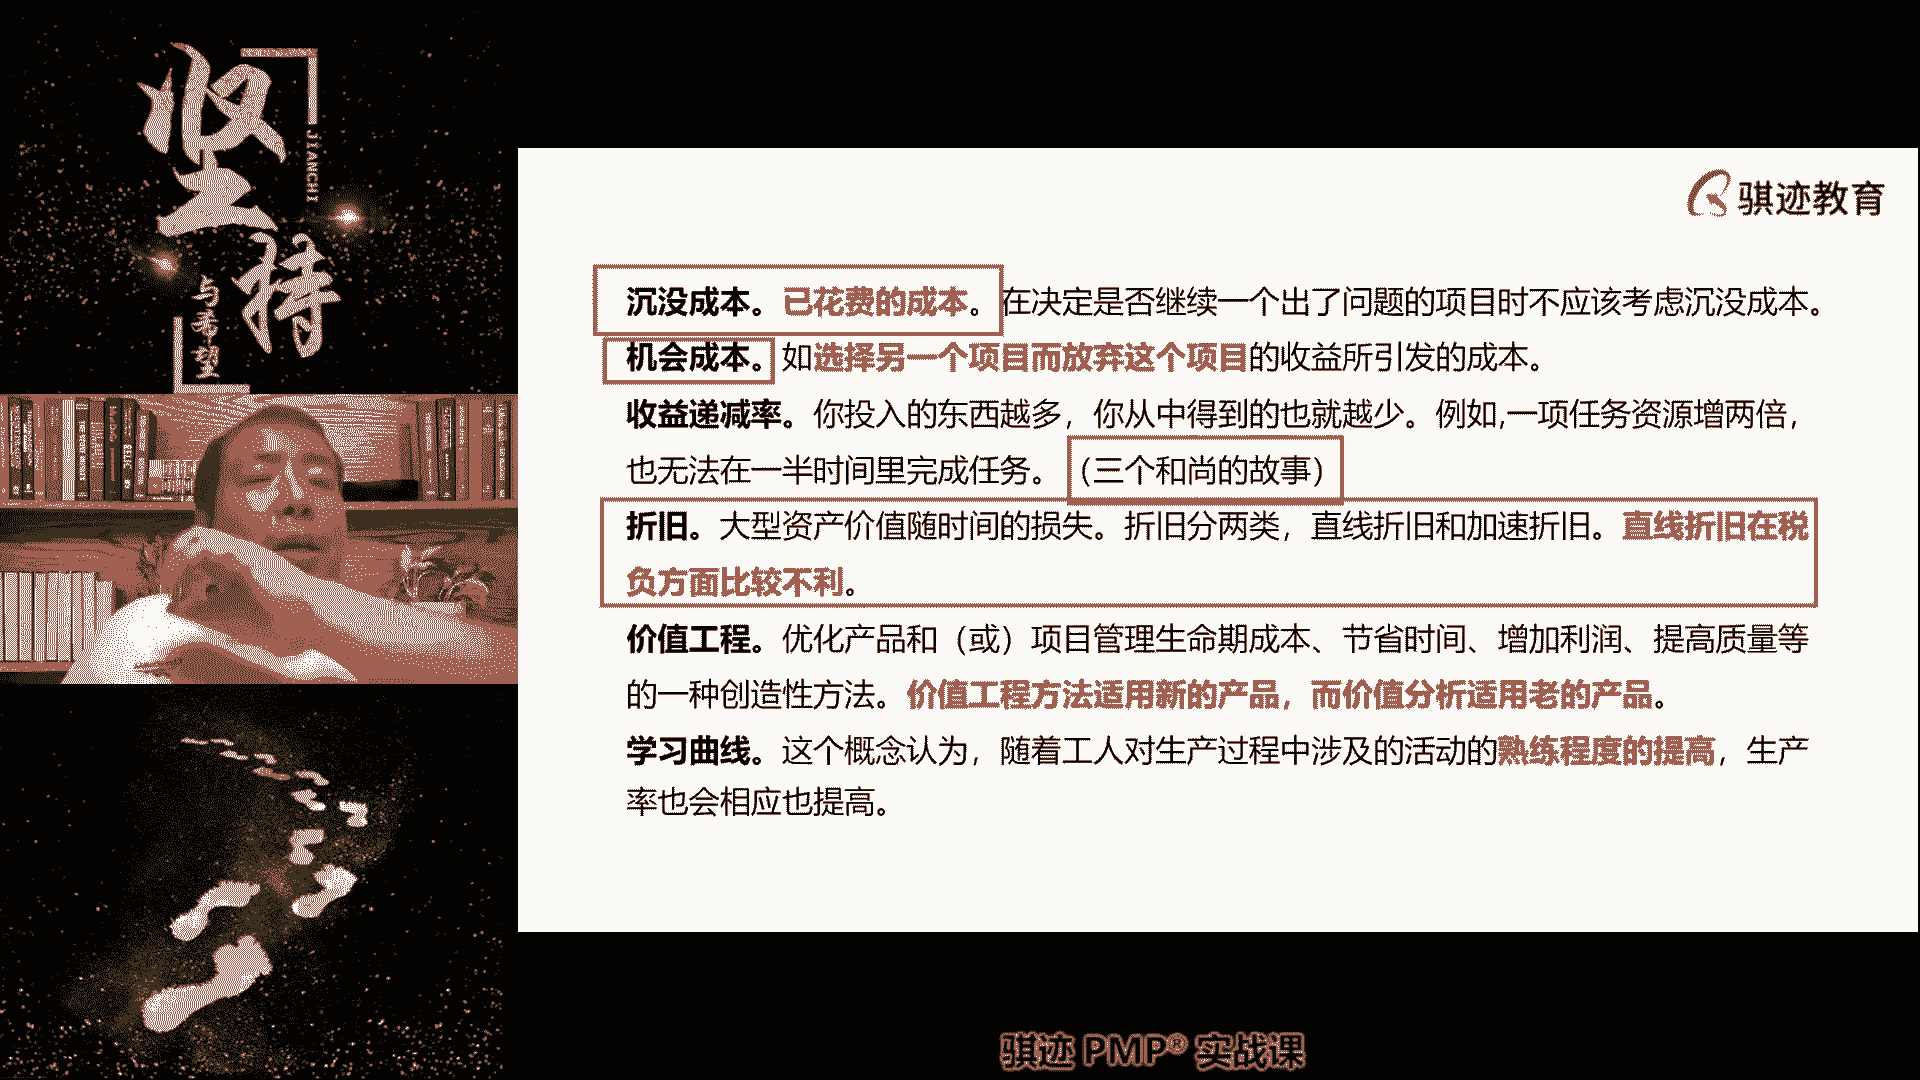 坚持
JIANCHI
与希望
骐迹教育
沉没成本。已花费的成本。在决定是否继续一个出了问题的项目时不应该考虑沉没成本。
机会成本。如选择另一个项目而放弃这个项目的收益所引发的成本。
收益递减率。你投入的东西越多，你从中得到的也就越少。例如,一项任务资源增两倍，
也无法在一半时间里完成任务。（三个和尚的故事）
折旧。大型资产价值随时间的损失。折旧分两类，直线折旧和加速折旧。直线折旧在税
负方面比较不利。
价值工程。优化产品和（或）项目管理生命期成本、节省时间、增加利润、提高质量等
的一种创造性方法。价值工程方法适用新的产品，而价值分析适用老的产品。
学习曲线。这个概念认为，随着工人对生产过程中涉及的活动的熟练程度的提高，生产
率也会相应也提高。
骐迹 PMP® 实战课